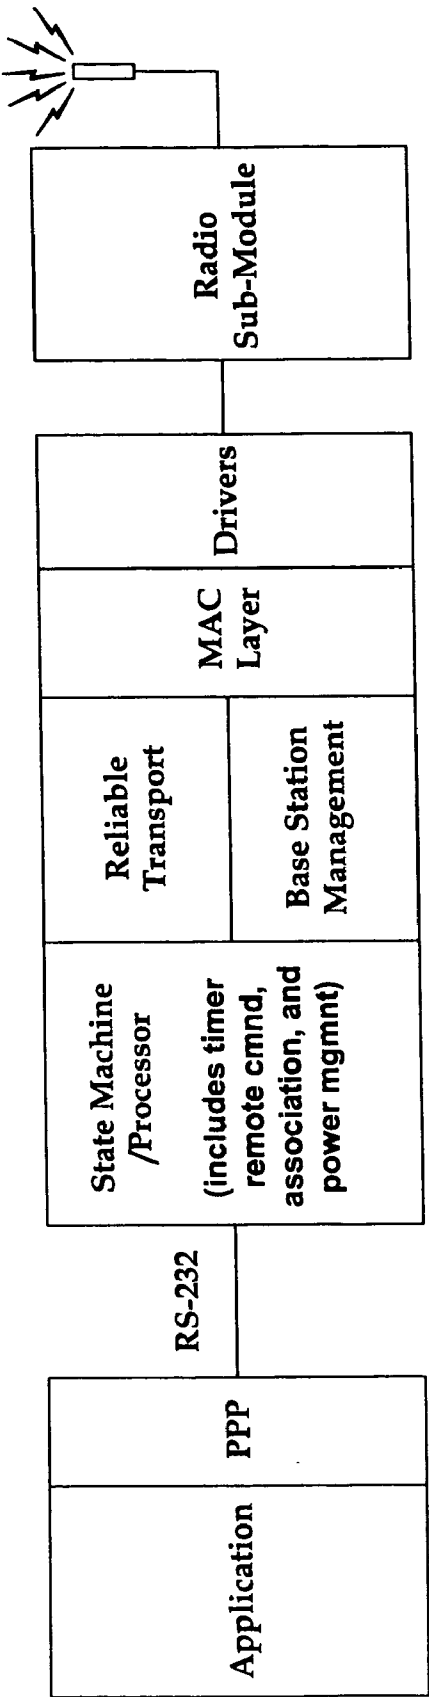 Application
PPP
RS-232
State Machine
/Processor
(includes timer
remote cmnd,
association, and
power mgmnt)
Reliable
Transport
Base Station
Management
MAC
Layer
Drivers
Radio
Sub-Module